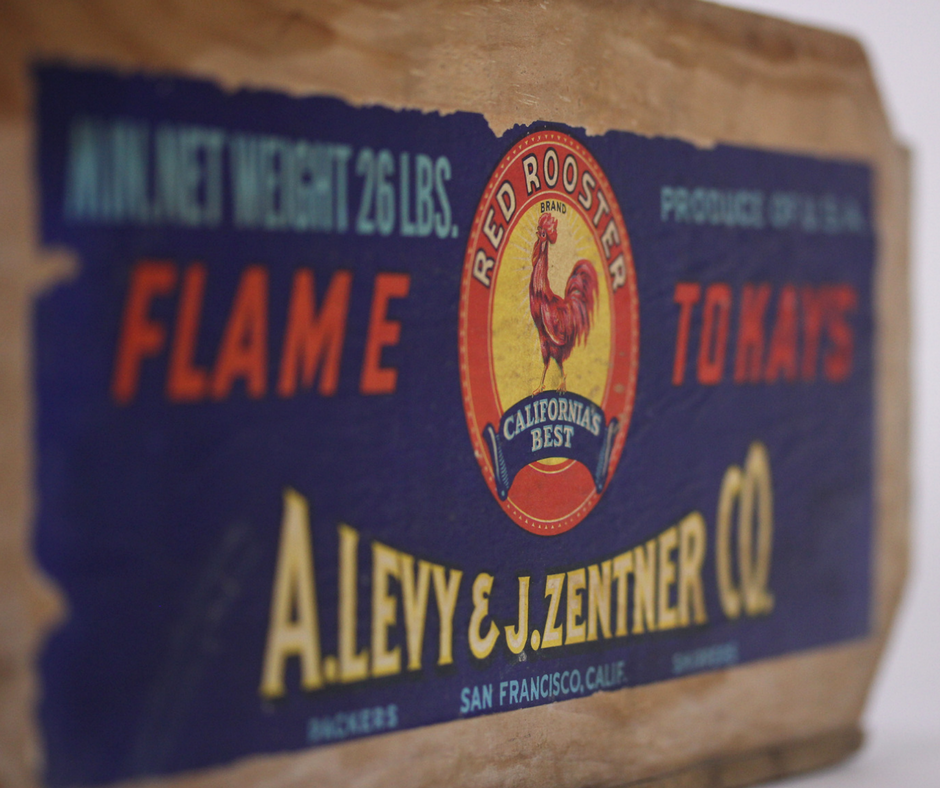 MIN. NET WEIGHT 26 LBS.
RED ROOSTER
BRAND
PRODUCE OF U.S.A.
FLAME
TOKAYS
CALIFORNIA'S
BEST
A. LEVY & J. ZENTNER CO.
PACKERS
SAN FRANCISCO, CALIF.
SHIPPERS